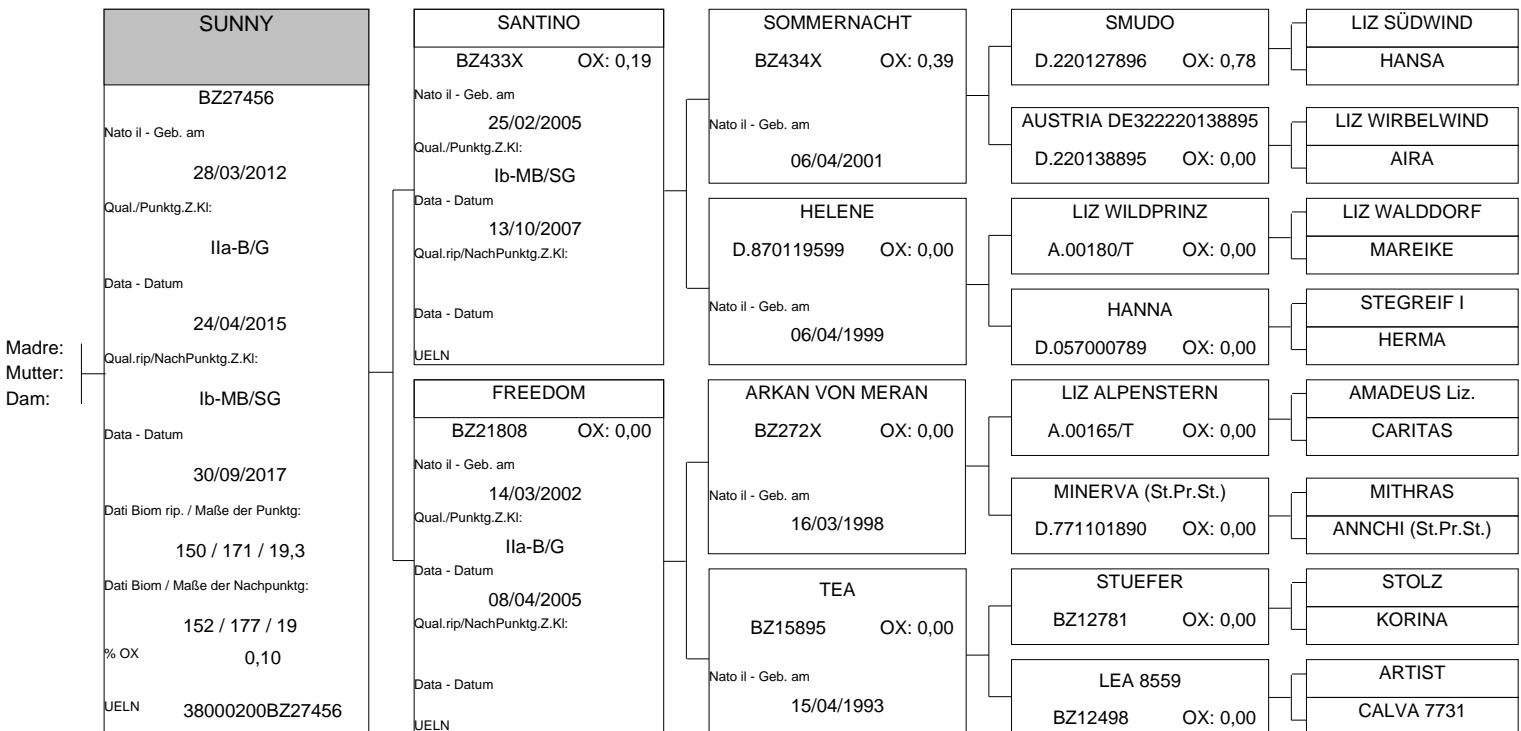 Madre:
Mutter:
Dam:
SUNNY
BZ27456
Nato il - Geb. am
28/03/2012
Qual./Punktg.Z.Kl:
IIa-B/G
Data - Datum
24/04/2015
Qual.rip/NachPunktg.Z.Kl:
Ib-MB/SG
Data - Datum
30/09/2017
Dati Biom rip. / Maße der Punktg:
150 / 171 / 19,3
Dati Biom / Maße der Nachpunktg:
152 / 177 / 19
% OX 0,10
UELN 38000200BZ27456
SANTINO
BZ433X OX: 0,19
Nato il - Geb. am
25/02/2005
Qual./Punktg.Z.Kl:
Ib-MB/SG
Data - Datum
13/10/2007
Qual.rip/NachPunktg.Z.Kl:
Data - Datum
UELN
FREEDOM
BZ21808 OX: 0,00
Nato il - Geb. am
14/03/2002
Qual./Punktg.Z.Kl:
IIa-B/G
Data - Datum
08/04/2005
Qual.rip/NachPunktg.Z.Kl:
Data - Datum
UELN
SOMMERNACHT
BZ434X OX: 0,39
Nato il - Geb. am
06/04/2001
HELENE
D.870119599 OX: 0,00
Nato il - Geb. am
06/04/1999
ARKAN VON MERAN
BZ272X OX: 0,00
Nato il - Geb. am
16/03/1998
TEA
BZ15895 OX: 0,00
Nato il - Geb. am
15/04/1993
SMUDO
D.220127896 OX: 0,78
AUSTRIA DE322220138895
D.220138895 OX: 0,00
LIZ WILDPRINZ
A.00180/T OX: 0,00
HANNA
D.057000789 OX: 0,00
LIZ ALPENSTERN
A.00165/T OX: 0,00
MINERVA (St.Pr.St.)
D.771101890 OX: 0,00
STUEFER
BZ12781 OX: 0,00
LEA 8559
BZ12498 OX: 0,00
LIZ SÜDWIND
HANSA
LIZ WIRBELWIND
AIRA
LIZ WALDDORF
MAREIKE
STEGREIF I
HERMA
AMADEUS Liz.
CARITAS
MITHRAS
ANNCHI (St.Pr.St.)
STOLZ
KORINA
ARTIST
CALVA 7731